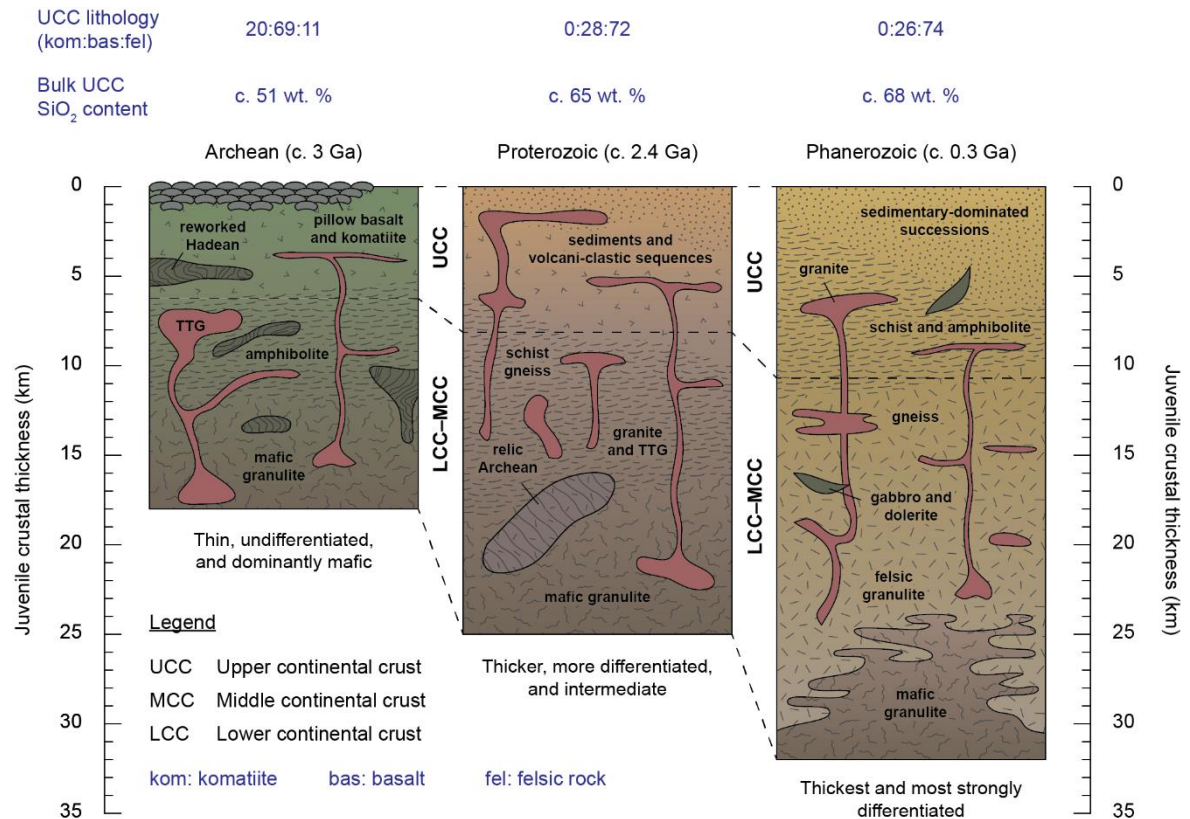 UCC lithology
(kom:bas:fel)
20:69:11
0:28:72
0:26:74
Bulk UCC
SiO₂ content
c. 51 wt. %
c. 65 wt. %
c. 68 wt. %
Archean (c. 3 Ga)
Proterozoic (c. 2.4 Ga)
Phanerozoic (c. 0.3 Ga)
Juvenile crustal thickness (km)
0
5
10
15
20
25
30
35
reworked
Hadean
pillow basalt
and komatiite
TTG
amphibolite
mafic
granulite
Thin, undifferentiated,
and dominantly mafic
UCC
LCC–MCC
sediments and
volcani-clastic sequences
schist
gneiss
relic
Archean
granite
and TTG
mafic granulite
Thicker, more differentiated,
and intermediate
UCC
LCC–MCC
sedimentary-dominated
successions
granite
schist and amphibolite
gneiss
gabbro and
dolerite
felsic
granulite
mafic
granulite
Thickest and most strongly
differentiated
0
5
10
15
20
25
30
35
Juvenile crustal thickness (km)
Legend
UCC Upper continental crust
MCC Middle continental crust
LCC Lower continental crust
kom: komatiite bas: basalt fel: felsic rock